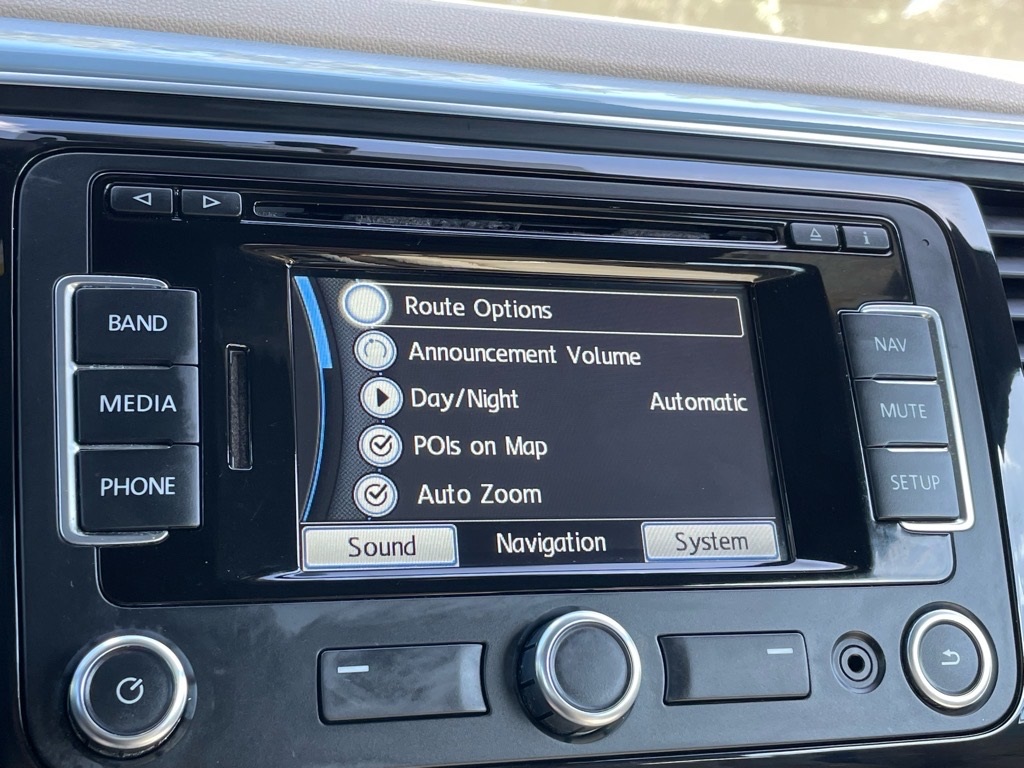 BAND
MEDIA
PHONE
Route Options
Announcement Volume
Day/Night Automatic
POIs on Map
Auto Zoom
Sound Navigation System
NAV
MUTE
SETUP
i